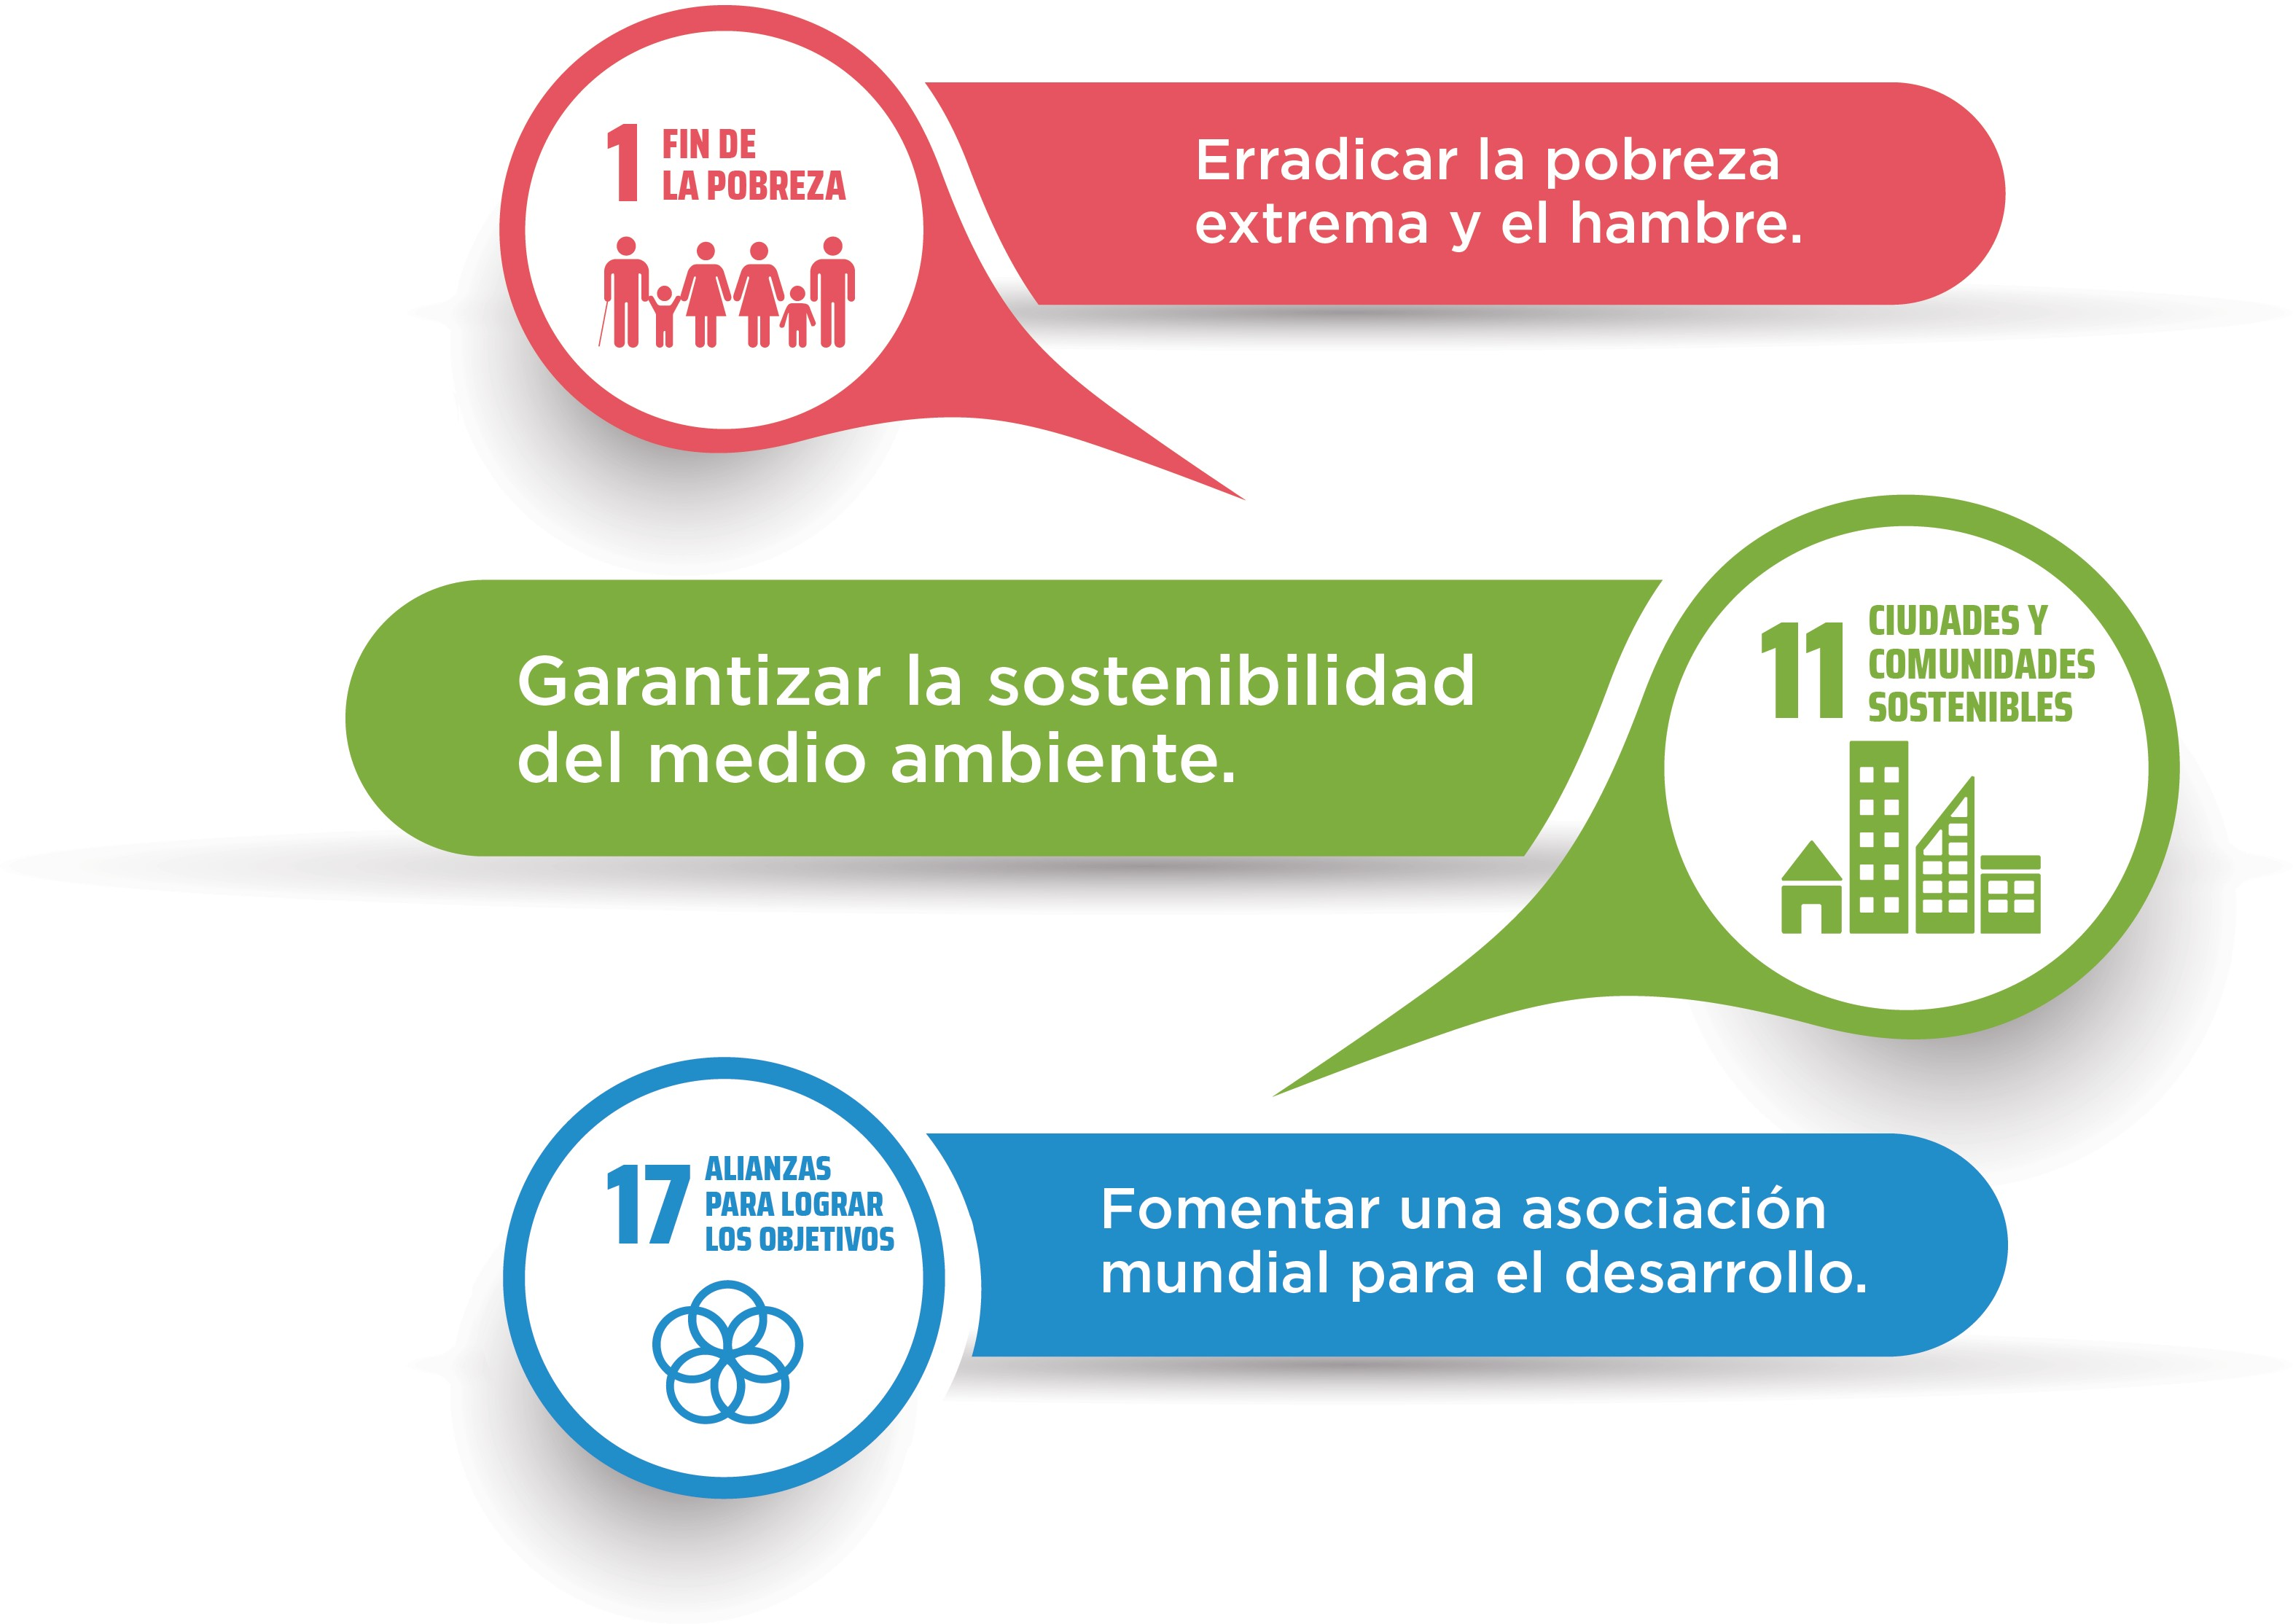 1
FIN DE
LA POBREZA
Erradicar la pobreza
extrema y el hambre.
Garantizar la sostenibilidad
del medio ambiente.
11
CIUDADES Y
COMUNIDADES
SOSTENIBLES
17
ALIANZAS
PARA LOGRAR
LOS OBJETIVOS
Fomentar una asociación
mundial para el desarrollo.